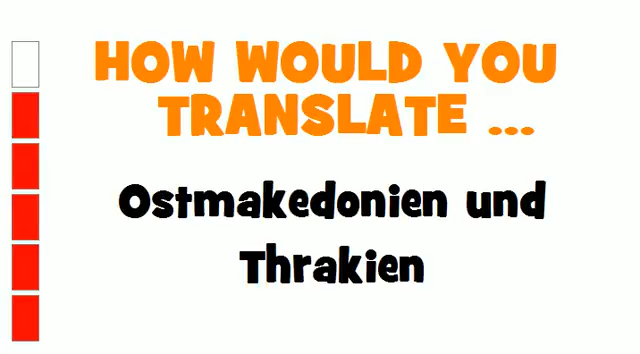 HOW WOULD YOU
TRANSLATE ...
Ostmakedonien und
Thrakien